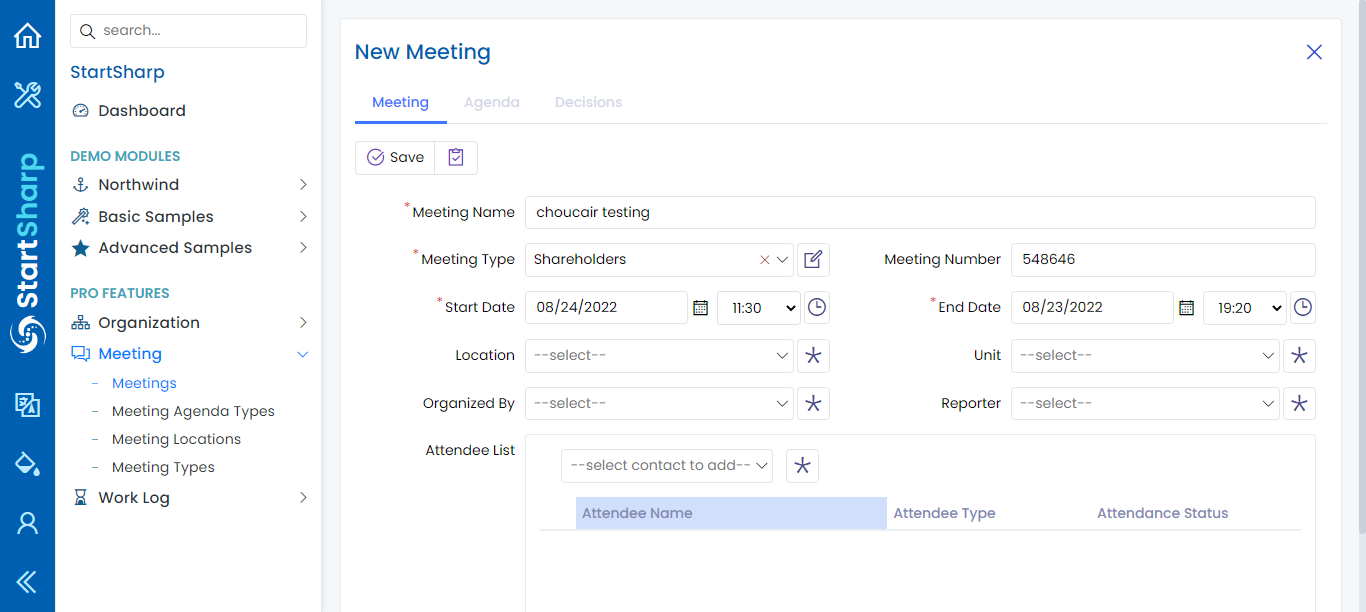 search...
StartSharp
Dashboard
DEMO MODULES
Northwind
Basic Samples
Advanced Samples
PRO FEATURES
Organization
Meeting
Meetings
Meeting Agenda Types
Meeting Locations
Meeting Types
Work Log
StartSharp
New Meeting
Meeting Agenda Decisions
Save
*Meeting Name choucair testing
*Meeting Type Shareholders Meeting Number 548646
*Start Date 08/24/2022 11:30 *End Date 08/23/2022 19:20
Location --select-- Unit --select--
Organized By --select-- Reporter --select--
Attendee List
--select contact to add--
Attendee Name Attendee Type Attendance Status